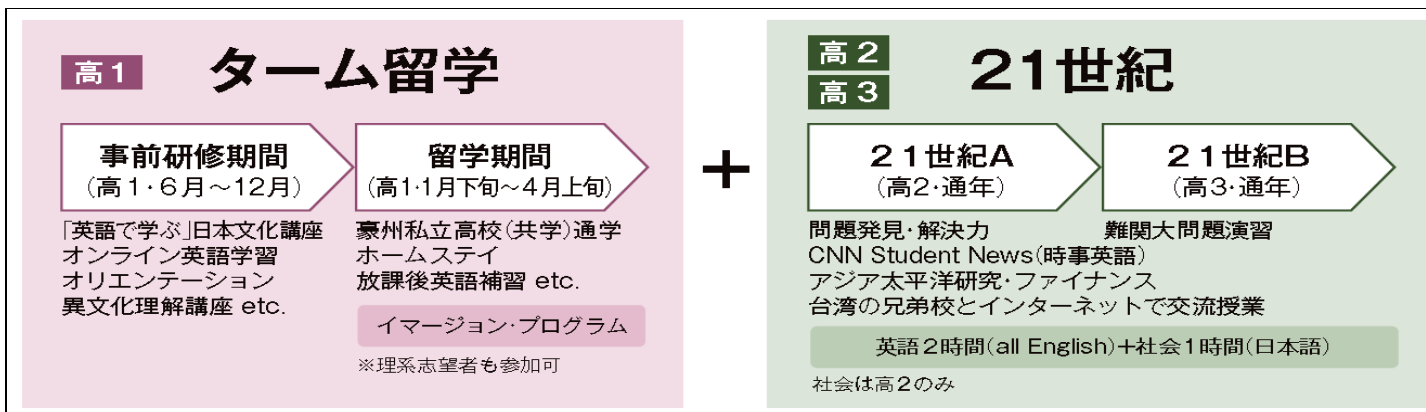 高1
ターム留学
事前研修期間
(高1・6月～12月)
「英語で学ぶ」日本文化講座
オンライン英語学習
オリエンテーション
異文化理解講座 etc.
留学期間
(高1・1月下旬～4月上旬)
豪州私立高校(共学)通学
ホームステイ
放課後英語補習 etc.
イマージョン・プログラム
※理系志望者も参加可
+
高2
高3
21世紀
21世紀A
(高2・通年)
問題発見・解決力
CNN Student News(時事英語)
アジア太平洋研究・ファイナンス
台湾の兄弟校とインターネットで交流授業
21世紀B
(高3・通年)
難関大問題演習
英語2時間(all English)+社会1時間(日本語)
社会は高2のみ